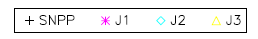 + SNPP * J1 ◇ J2 △ J3